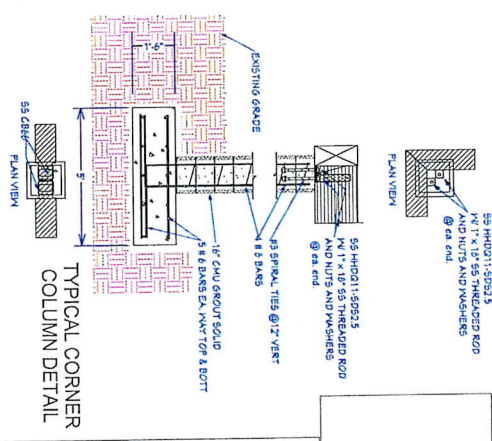 SS HHDQ11-SDS2.5
W/ 1" x 18" SS THREADED ROD
AND NUTS AND WASHERS
@ ea. end.
PLAN VIEW
SS HHDQ11-SDS2.5
W/ 1" x 18" SS THREADED ROD
AND NUTS AND WASHERS
@ ea. end.
#3 SPIRAL TIES @12" VERT
4 # 8 BARS
16" CMU GROUT SOLID
5 # 6 BARS EA. WAY TOP & BOTT
EXISTING GRADE
1'-6"
5'
SS CB66
PLAN VIEW
TYPICAL CORNER
COLUMN DETAIL